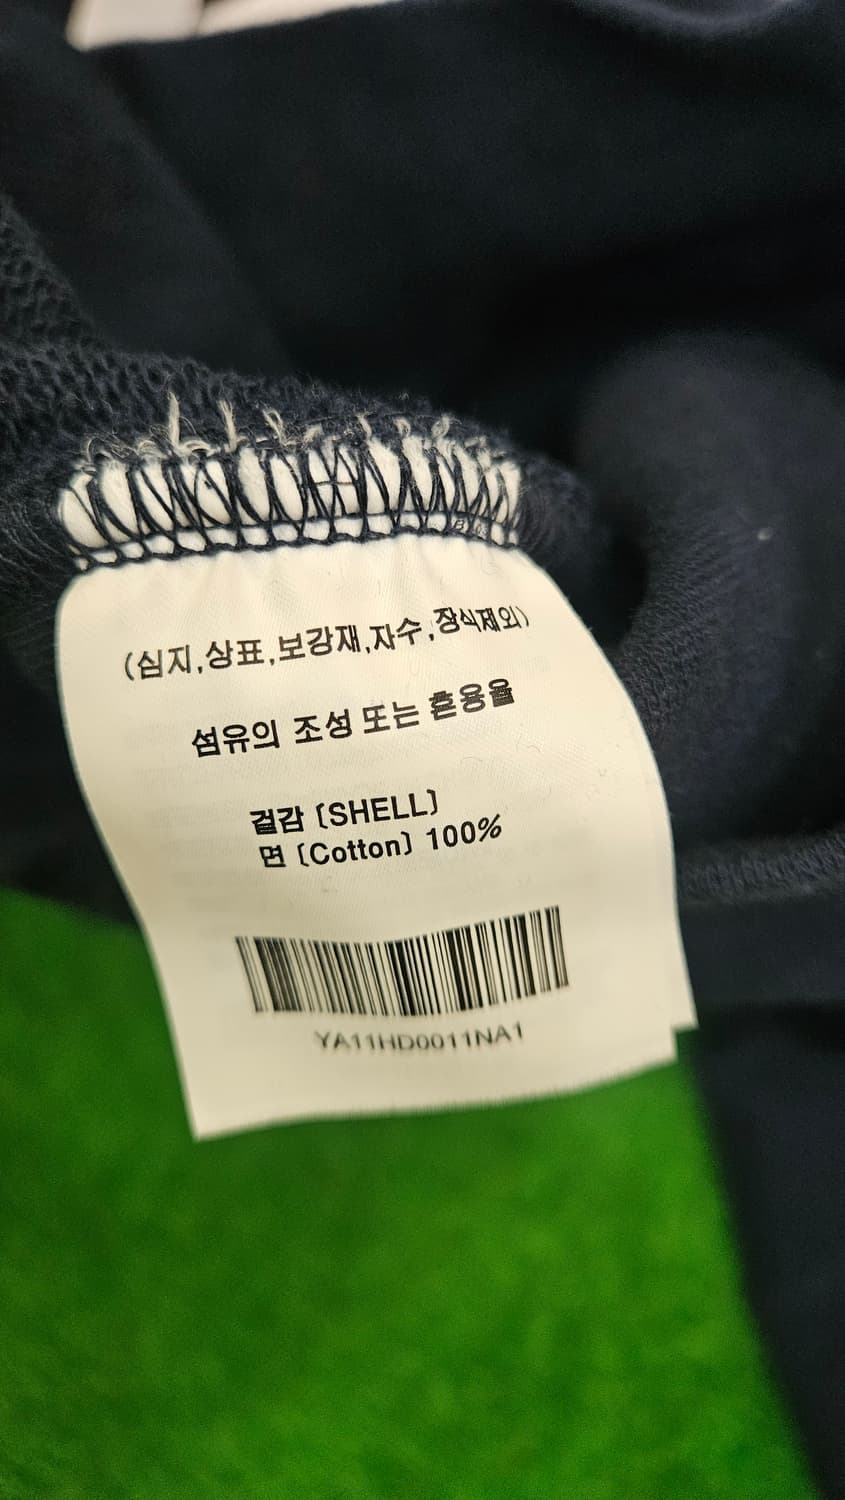 (심지,상표,보강재,자수,장식제외)
섬유의 조성 또는 혼용율
겉감 [SHELL]
면 [Cotton] 100%
YA11HD0011NA1